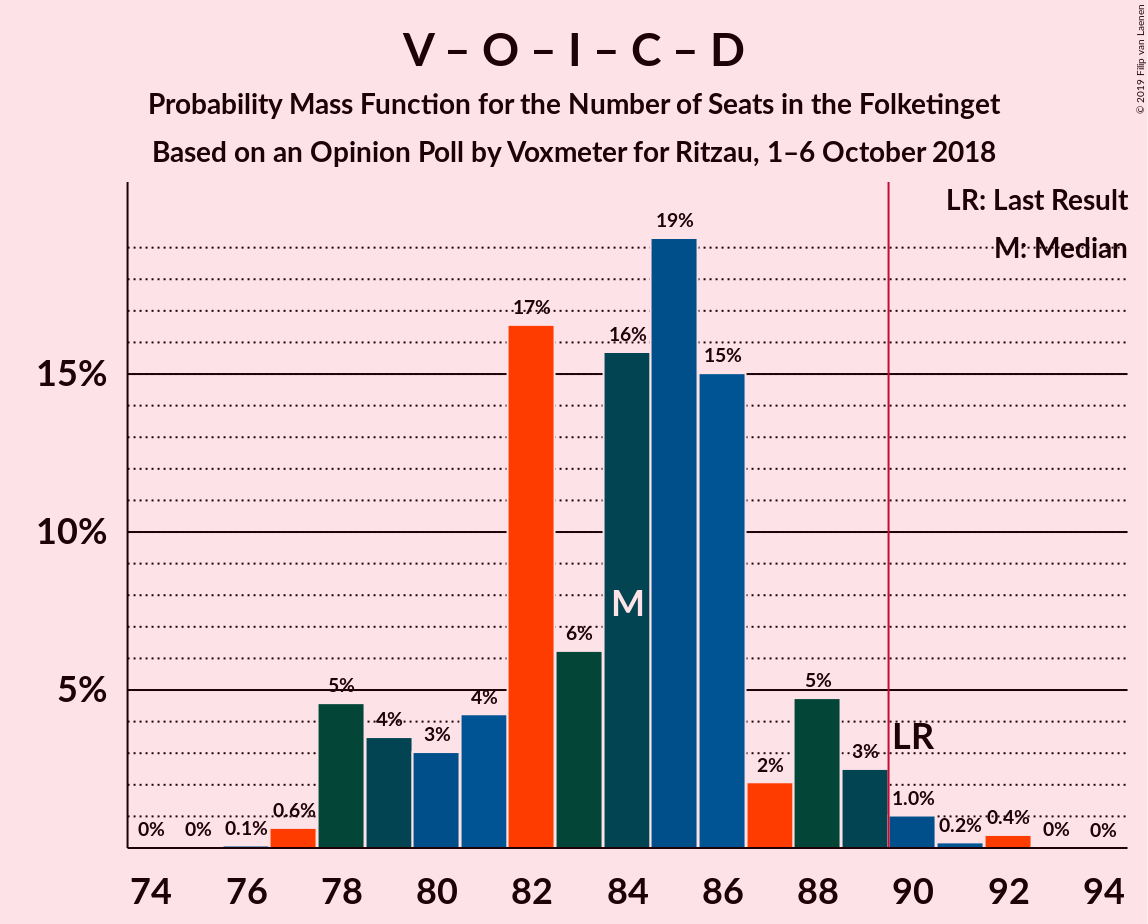 V – O – I – C – D
Probability Mass Function for the Number of Seats in the Folketinget
Based on an Opinion Poll by Voxmeter for Ritzau, 1–6 October 2018
© 2019 Filip van Laenen
LR: Last Result
M: Median
15%
10%
5%
0%
0%
0.1%
0.6%
5%
4%
3%
4%
17%
6%
16%
19%
15%
2%
5%
3%
1.0%
0.2%
0.4%
0%
0%
M
LR
74 76 78 80 82 84 86 88 90 92 94